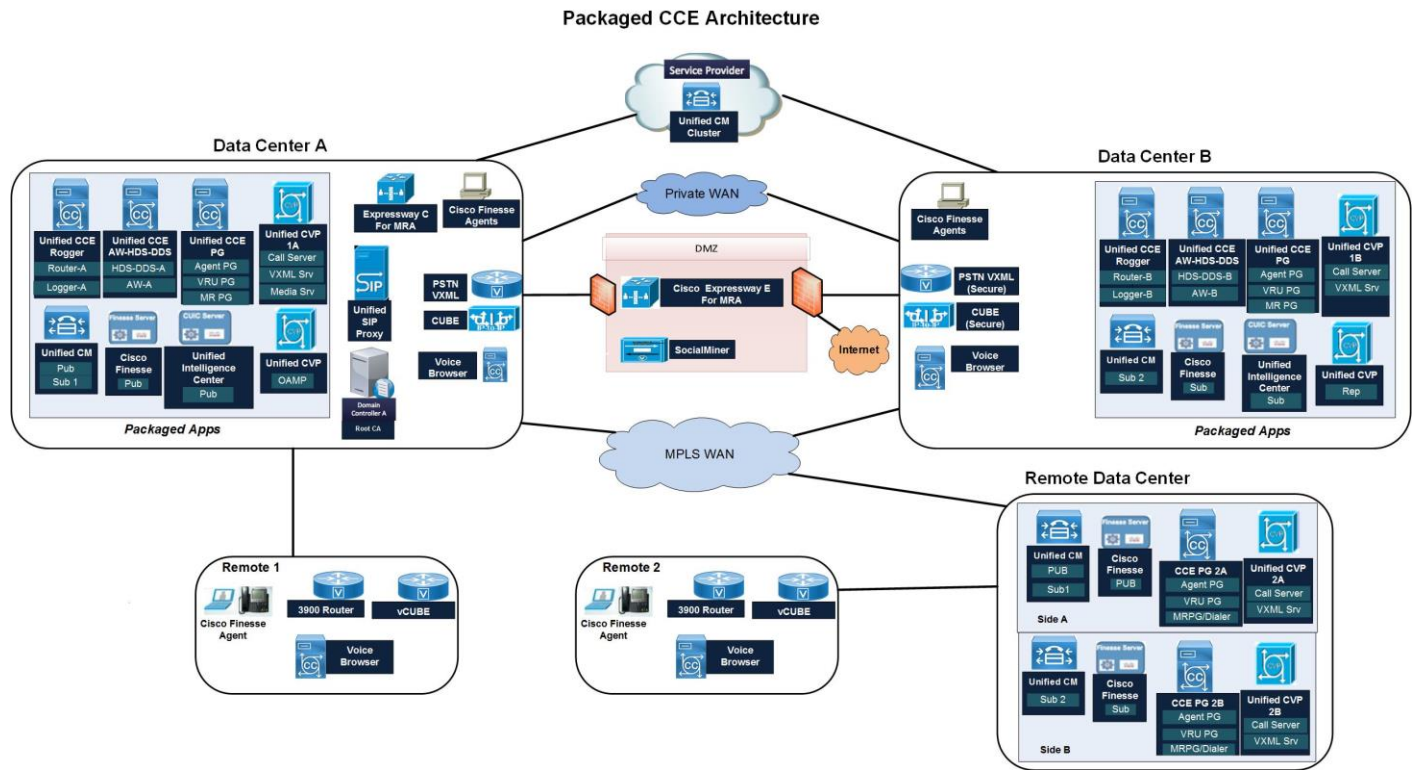 Packaged CCE Architecture
Service Provider
Unified CM
Cluster
Data Center A
Unified CCE
Rogger
Router-A
Logger-A
Unified CCE
AW-HDS-DDS
HDS-DDS-A
AW-A
Unified CCE
PG
Agent PG
VRU PG
MR PG
CVP
Unified CVP
1A
Call Server
VXML Srv
Media Srv
Unified CM
Pub
Sub 1
Finesse Server
Cisco
Finesse
Pub
CUIC Server
Unified
Intelligence
Center
Pub
CVP
Unified CVP
OAMP
Packaged Apps
Expressway C
For MRA
Cisco Finesse
Agents
SIP
Unified
SIP
Proxy
PSTN
VXML
CUBE
Voice
Browser
Domain
Controller A
Root CA
Private WAN
DMZ
Cisco Expressway E
For MRA
SocialMiner
Internet
MPLS WAN
Data Center B
Cisco Finesse
Agents
PSTN VXML
(Secure)
CUBE
(Secure)
Voice
Browser
Unified CCE
Rogger
Router-B
Logger-B
Unified CCE
AW-HDS-DDS
HDS-DDS-B
AW-B
Unified CCE
PG
Agent PG
VRU PG
MR PG
CVP
Unified CVP
1B
Call Server
VXML Srv
Unified CM
Sub 2
Finesse Server
Cisco
Finesse
Sub
CUIC Server
Unified
Intelligence
Center
Sub
CVP
Unified CVP
Rep
Packaged Apps
Remote 1
Cisco Finesse
Agent
V
3900 Router
V
vCUBE
CC
Voice
Browser
Remote 2
Cisco Finesse
Agent
V
3900 Router
V
vCUBE
CC
Voice
Browser
Remote Data Center
Unified CM
PUB
Sub1
Finesse Server
Cisco
Finesse
PUB
CC
CCE PG 2A
Agent PG
VRU PG
MRPG/Dialer
CVP
Unified CVP
2A
Call Server
VXML Srv
Side A
Unified CM
Sub 2
Finesse Server
Cisco
Finesse
Sub
CC
CCE PG 2B
Agent PG
VRU PG
MRPG/Dialer
CVP
Unified CVP
2B
Call Server
VXML Srv
Side B